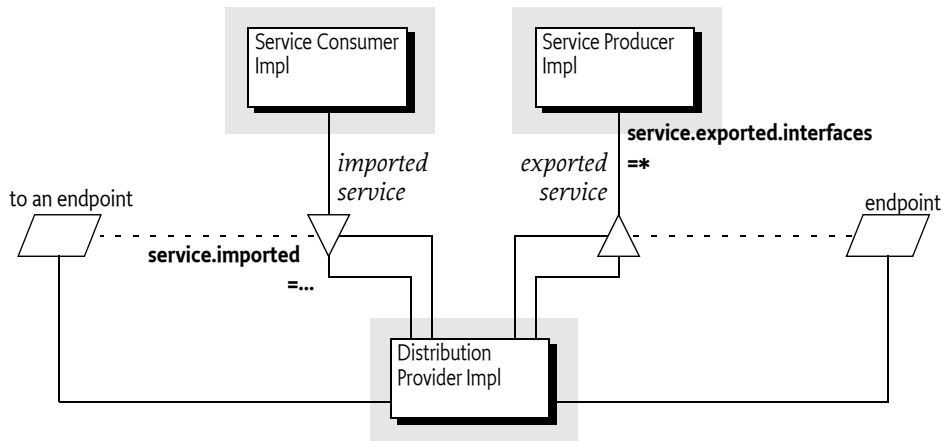 Service Consumer
Impl
Service Producer
Impl
service.exported.interfaces
=*
imported
service
exported
service
to an endpoint
endpoint
service.imported
=...
Distribution
Provider Impl